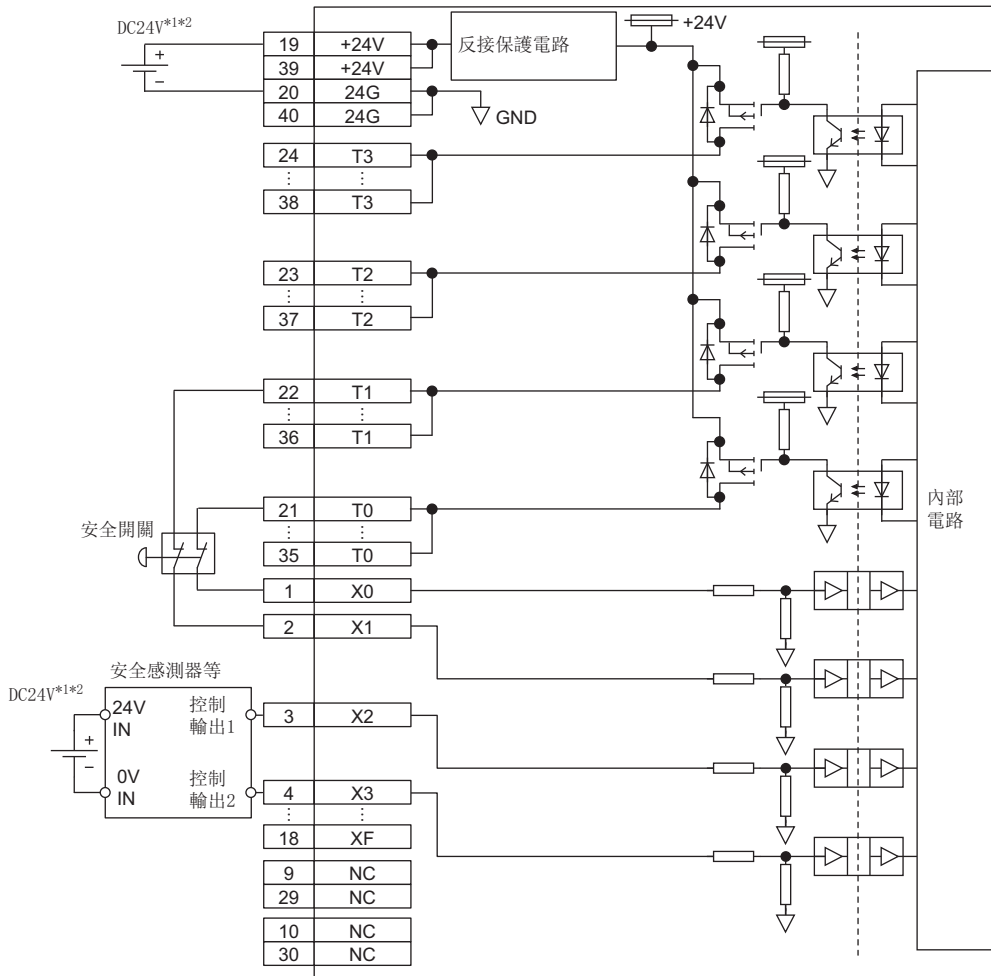 DC24V*1*2
+
−
19 +24V
39 +24V
20 24G
40 24G
反接保護電路
+24V
GND
24 T3
⋮ ⋮
38 T3
23 T2
⋮ ⋮
37 T2
22 T1
⋮ ⋮
36 T1
21 T0
⋮ ⋮
35 T0
安全開關
1 X0
2 X1
內部
電路
安全感測器等
DC24V*1*2
+
−
24V
IN
控制
輸出1
0V
IN
控制
輸出2
3 X2
4 X3
⋮ ⋮
18 XF
9 NC
29 NC
10 NC
30 NC